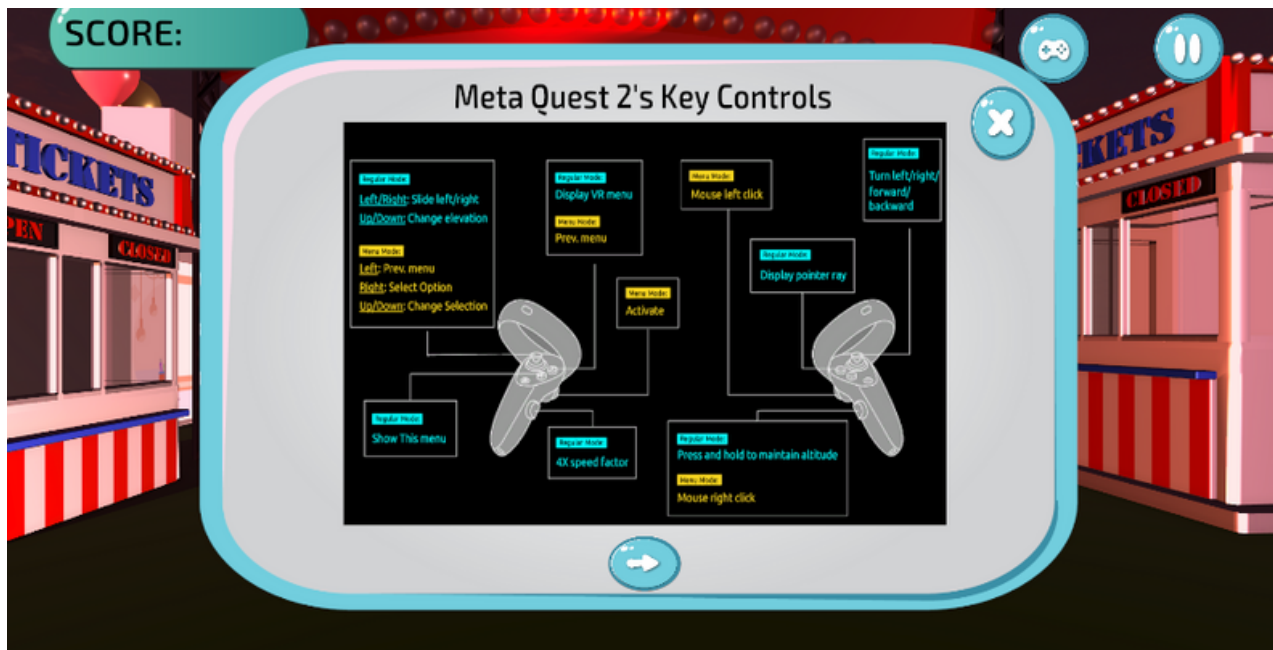 SCORE:
Meta Quest 2's Key Controls
TICKETS
OPEN
CLOSED
Regular Mode:
Left/Right: Slide left/right
Up/Down: Change elevation
Menu Mode:
Left: Prev. menu
Right: Select Option
Up/Down: Change Selection
Regular Mode:
Display VR menu
Menu Mode:
Prev. menu
Menu Mode:
Activate
Menu Mode:
Mouse left click
Regular Mode:
Display pointer ray
Regular Mode:
Turn left/right/
forward/
backward
Regular Mode:
Show This menu
Regular Mode:
4X speed factor
Regular Mode:
Press and hold to maintain altitude
Menu Mode:
Mouse right click
KETS
CLOSED